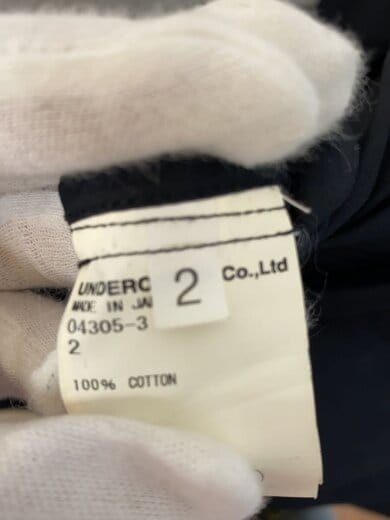 UNDERC 2 Co.,Ltd
MADE IN JA
04305-3
2
100% COTTON